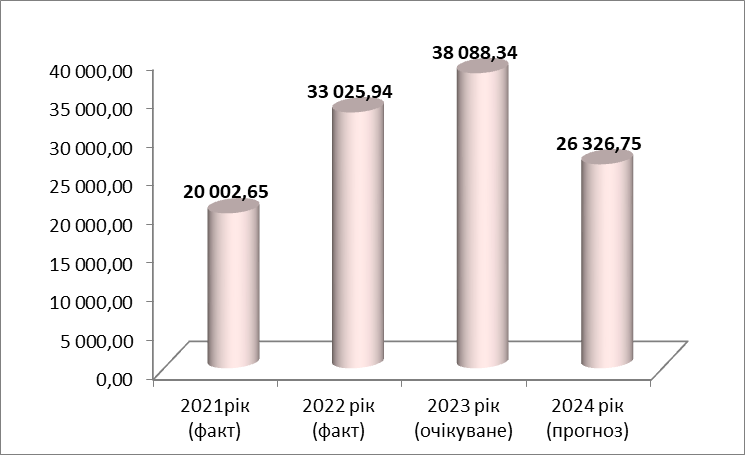 38 088,34
33 025,94
26 326,75
20 002,65
40 000,00
35 000,00
30 000,00
25 000,00
20 000,00
15 000,00
10 000,00
5 000,00
0,00
2021рік
(факт)
2022 рік
(факт)
2023 рік
(очікуване)
2024 рік
(прогноз)